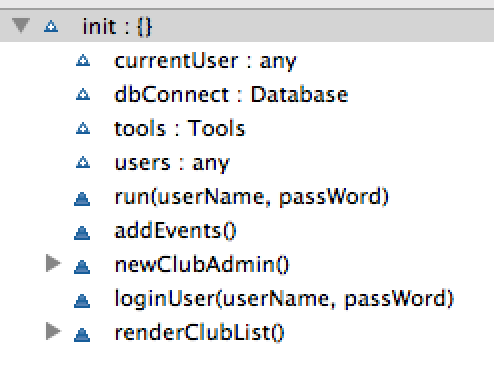 init : {}
currentUser : any
dbConnect : Database
tools : Tools
users : any
run(userName, passWord)
addEvents()
newClubAdmin()
loginUser(userName, passWord)
renderClubList()